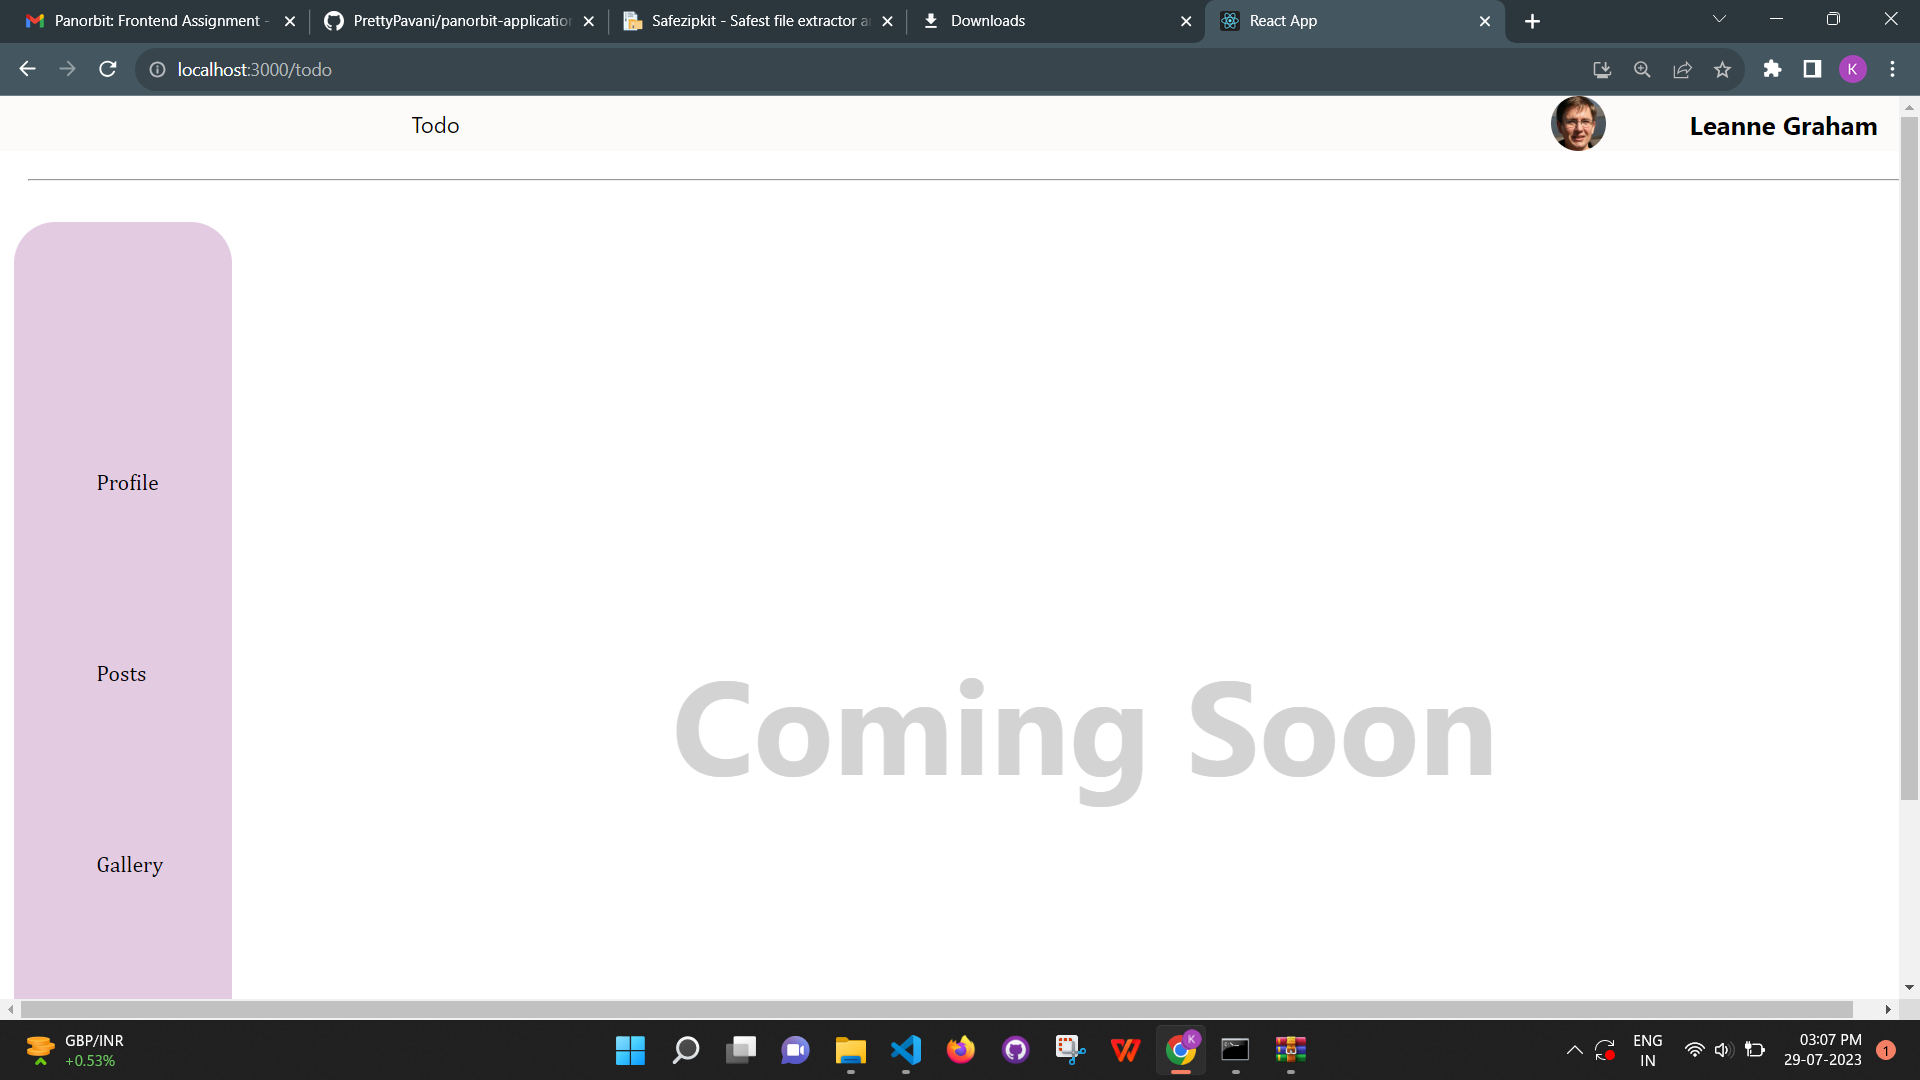 Panorbit: Frontend Assignment -
PrettyPavani/panorbit-application
Safezipkit - Safest file extractor a
Downloads
React App
localhost:3000/todo
K
Todo
Leanne Graham
Profile
Posts
Coming Soon
Gallery
GBP/INR
+0.53%
K
ENG
IN
03:07 PM
29-07-2023
1